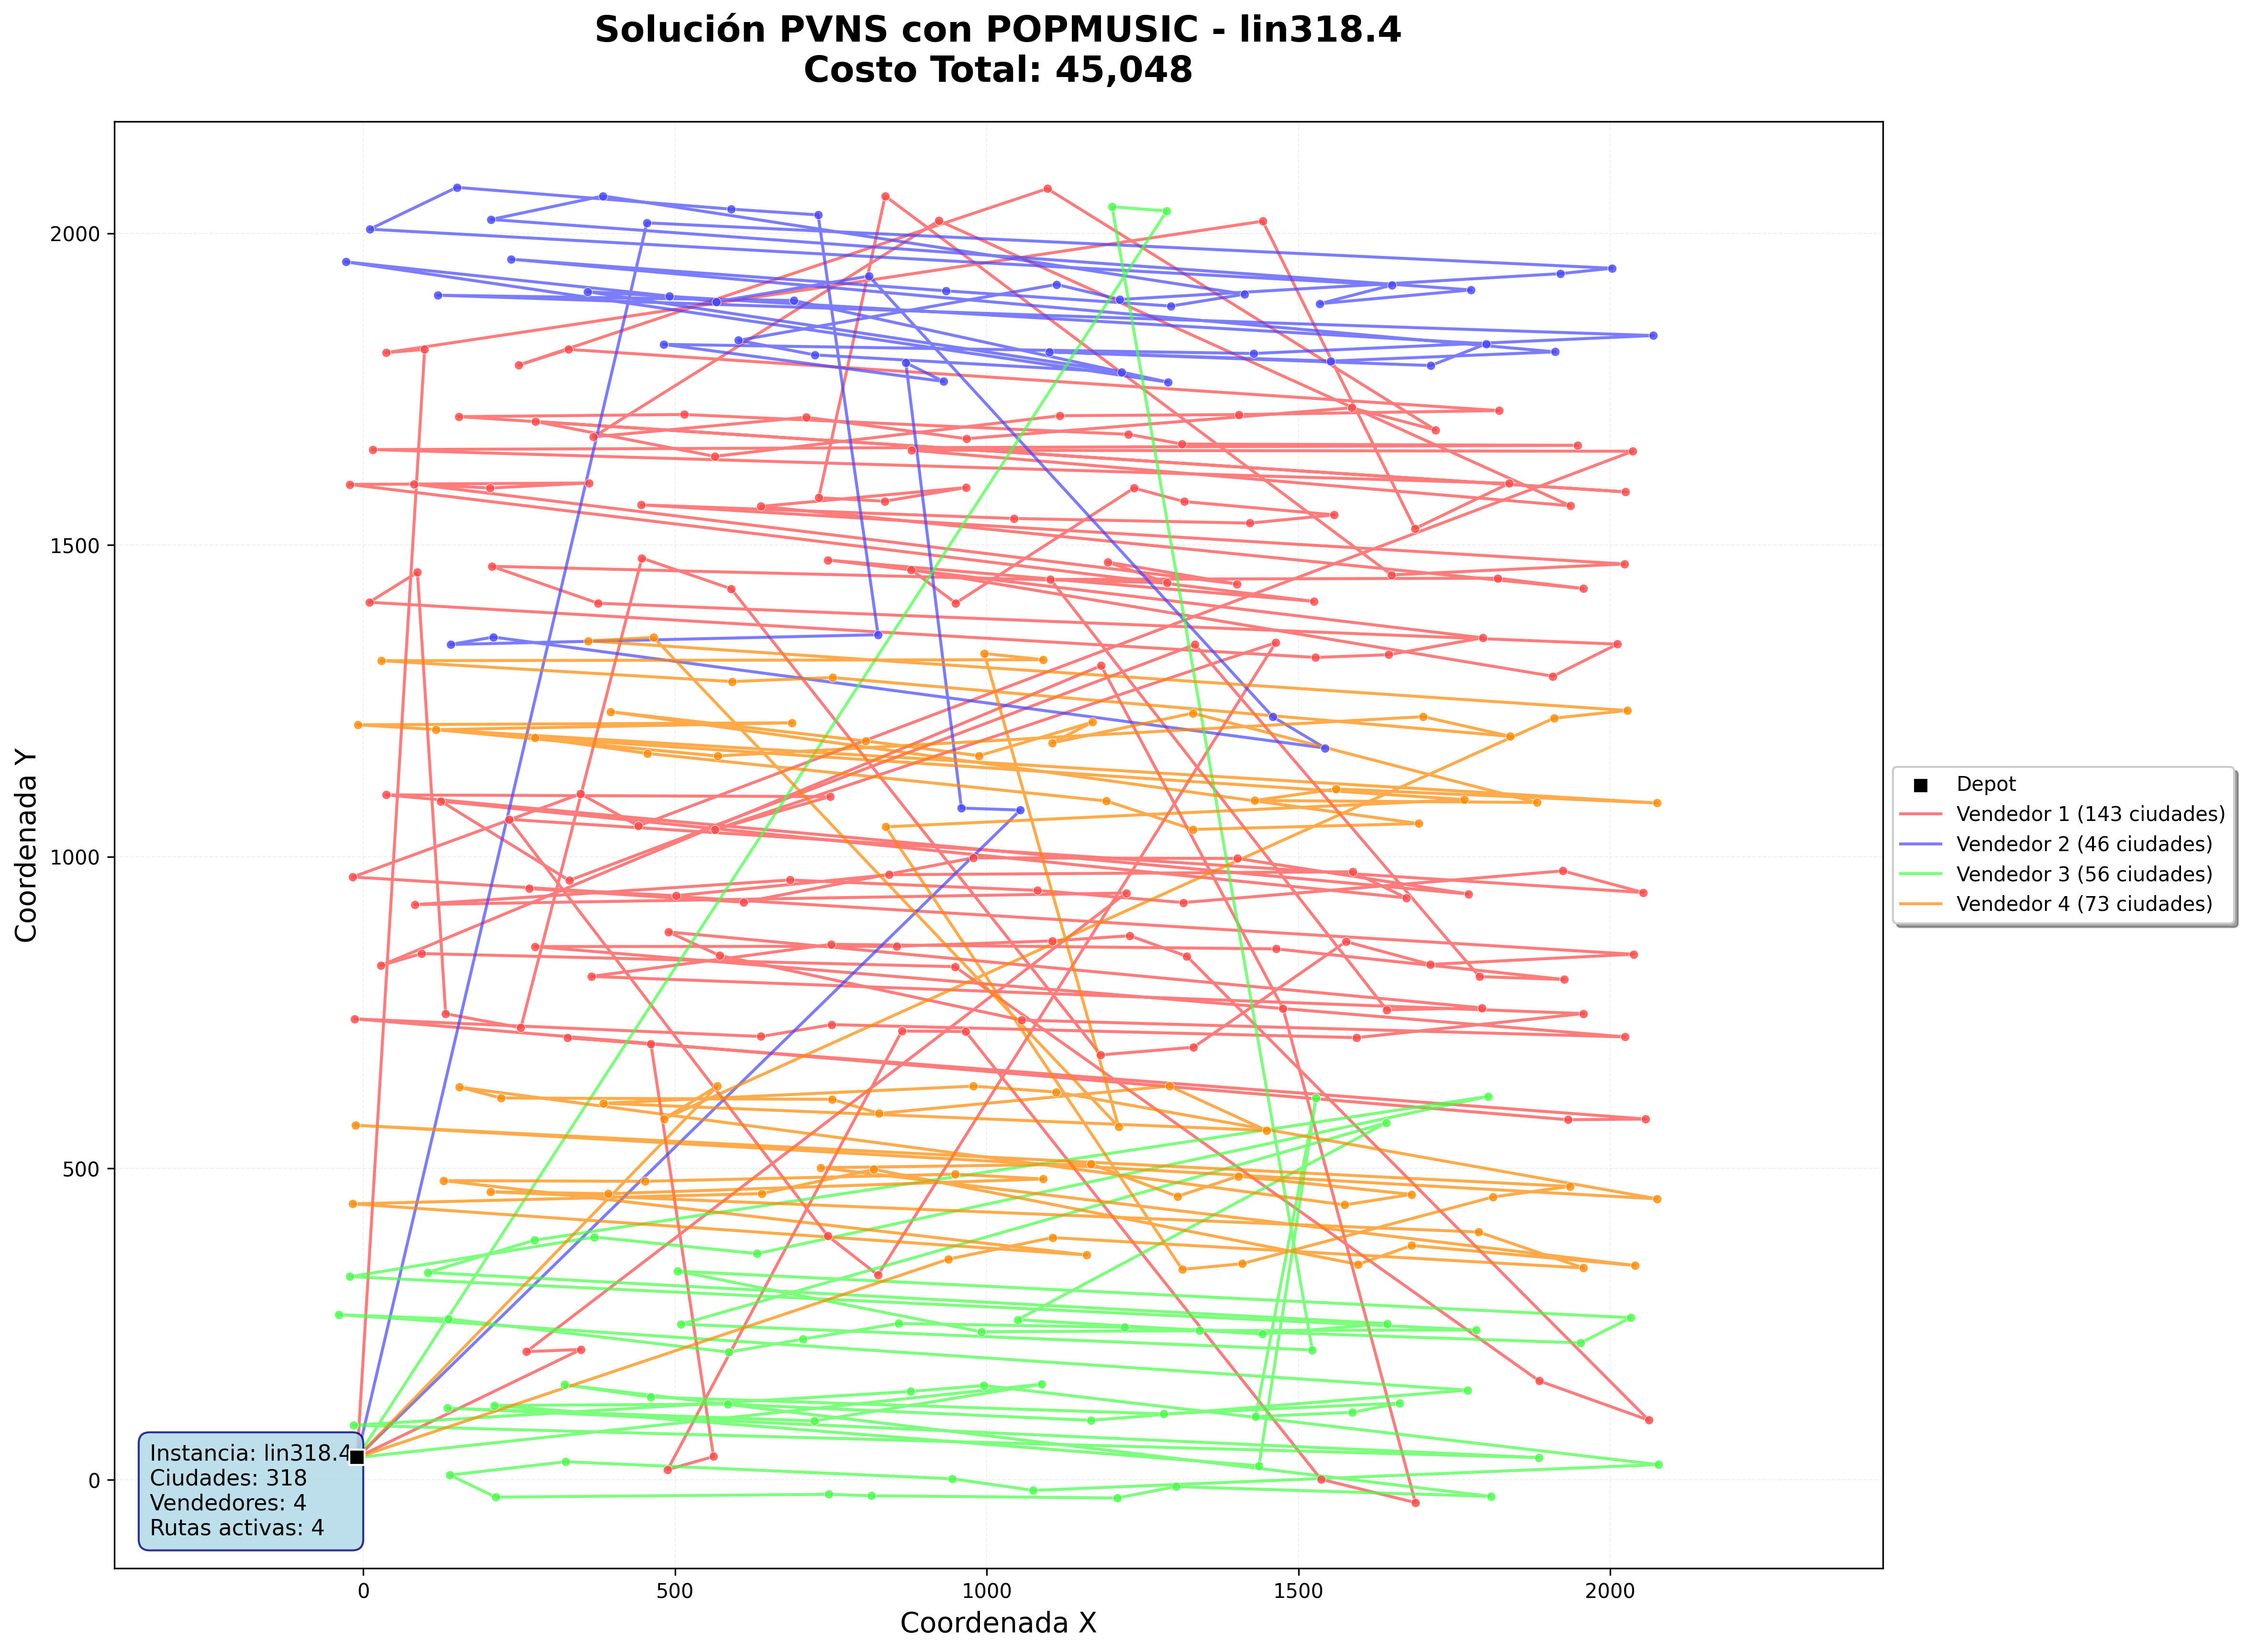 Solución PVNS con POPMUSIC - lin318.4
Costo Total: 45,048
Coordenada Y
2000
1500
1000
500
0
0
500
1000
1500
2000
Coordenada X
Instancia: lin318.4
Ciudades: 318
Vendedores: 4
Rutas activas: 4
Depot
Vendedor 1 (143 ciudades)
Vendedor 2 (46 ciudades)
Vendedor 3 (56 ciudades)
Vendedor 4 (73 ciudades)